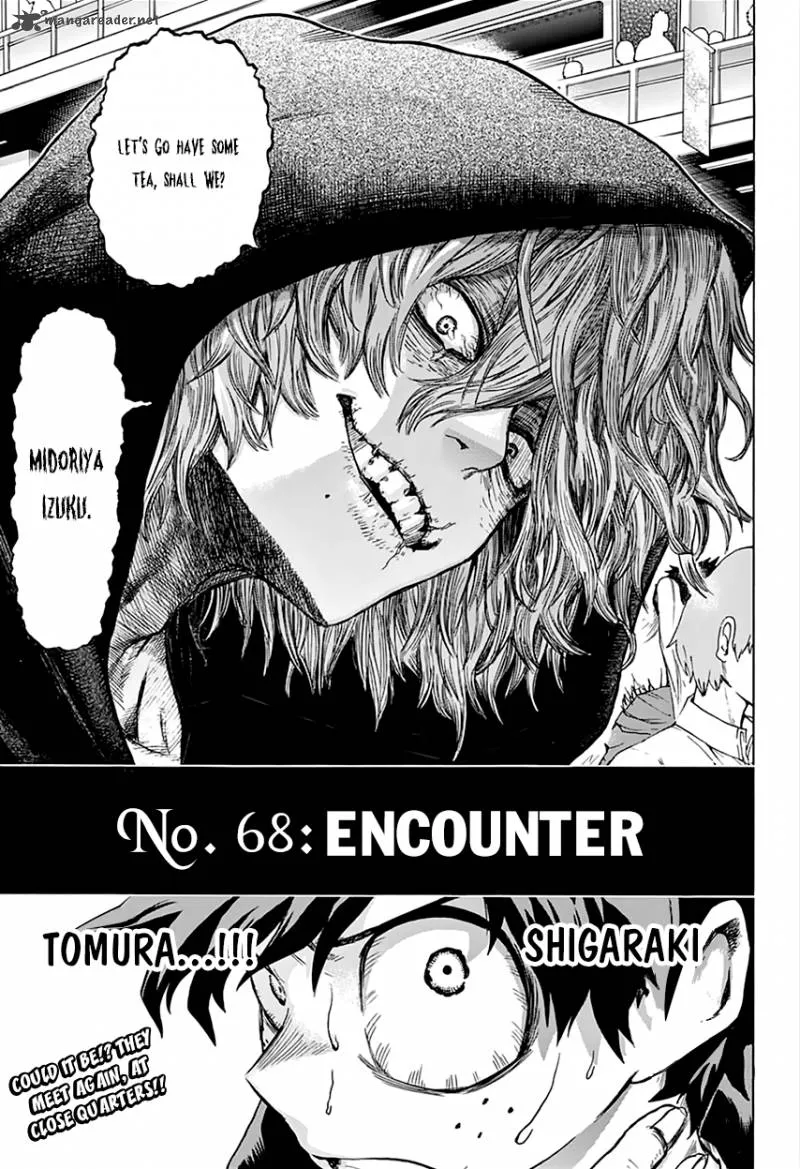 mangareader.net
LET'S GO HAVE SOME
TEA, SHALL WE?
MIDORIYA
IZUKU.
No. 68: ENCOUNTER
SHIGARAKI
TOMURA...!!!
COULD IT BE!? THEY
MEET AGAIN, AT
CLOSE QUARTERS!!